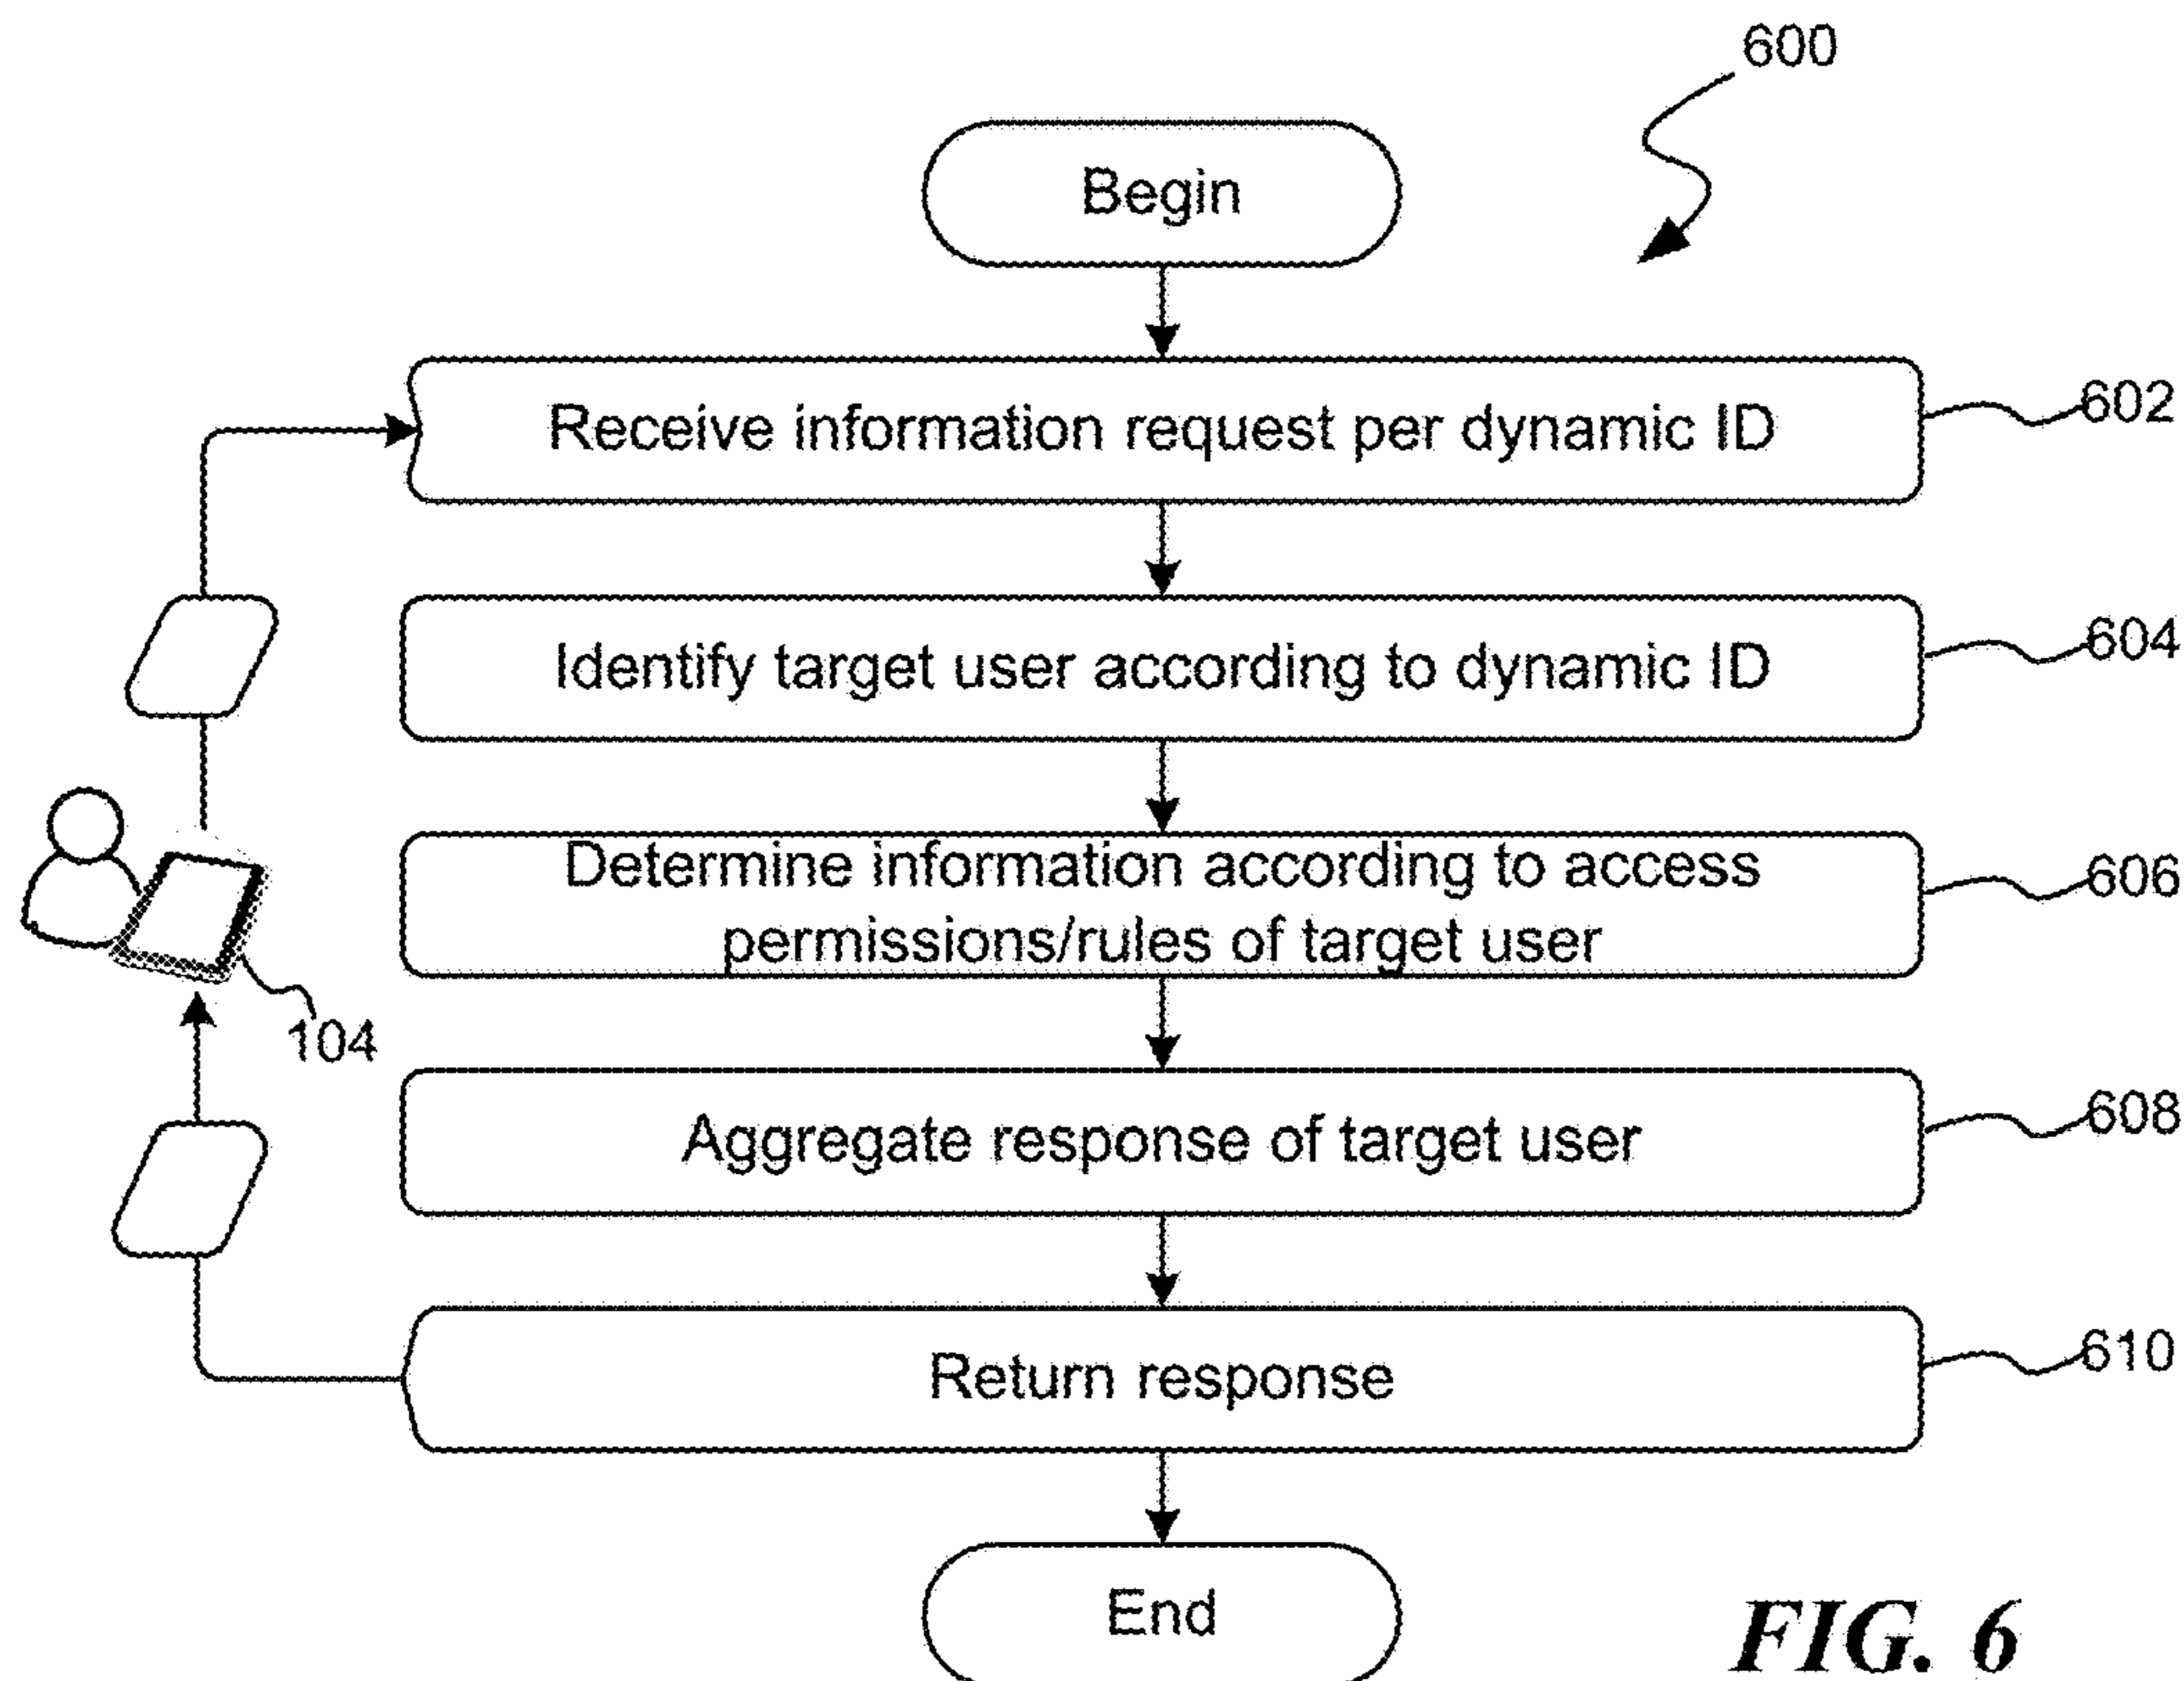 600
Begin
Receive information request per dynamic ID
602
Identify target user according to dynamic ID
604
Determine information according to access
permissions/rules of target user
606
104
Aggregate response of target user
608
Return response
610
End
FIG. 6